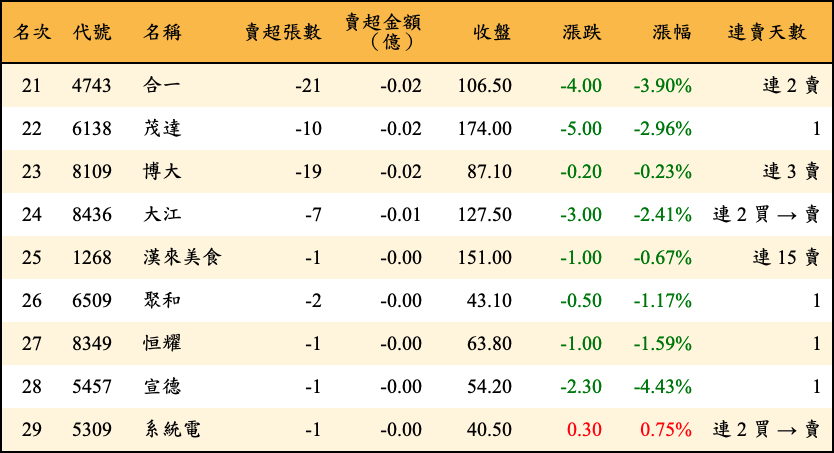 名次 代號 名稱 賣超張數 賣超金額（億） 收盤 漲跌 漲幅 連賣天數
21 4743 合一 -21 -0.02 106.50 -4.00 -3.90% 連 2 賣
22 6138 茂達 -10 -0.02 174.00 -5.00 -2.96% 1
23 8109 博大 -19 -0.02 87.10 -0.20 -0.23% 連 3 賣
24 8436 大江 -7 -0.01 127.50 -3.00 -2.41% 連 2 買 → 賣
25 1268 漢來美食 -1 -0.00 151.00 -1.00 -0.67% 連 15 賣
26 6509 聚和 -2 -0.00 43.10 -0.50 -1.17% 1
27 8349 恒耀 -1 -0.00 63.80 -1.00 -1.59% 1
28 5457 宣德 -1 -0.00 54.20 -2.30 -4.43% 1
29 5309 系統電 -1 -0.00 40.50 0.30 0.75% 連 2 買 → 賣